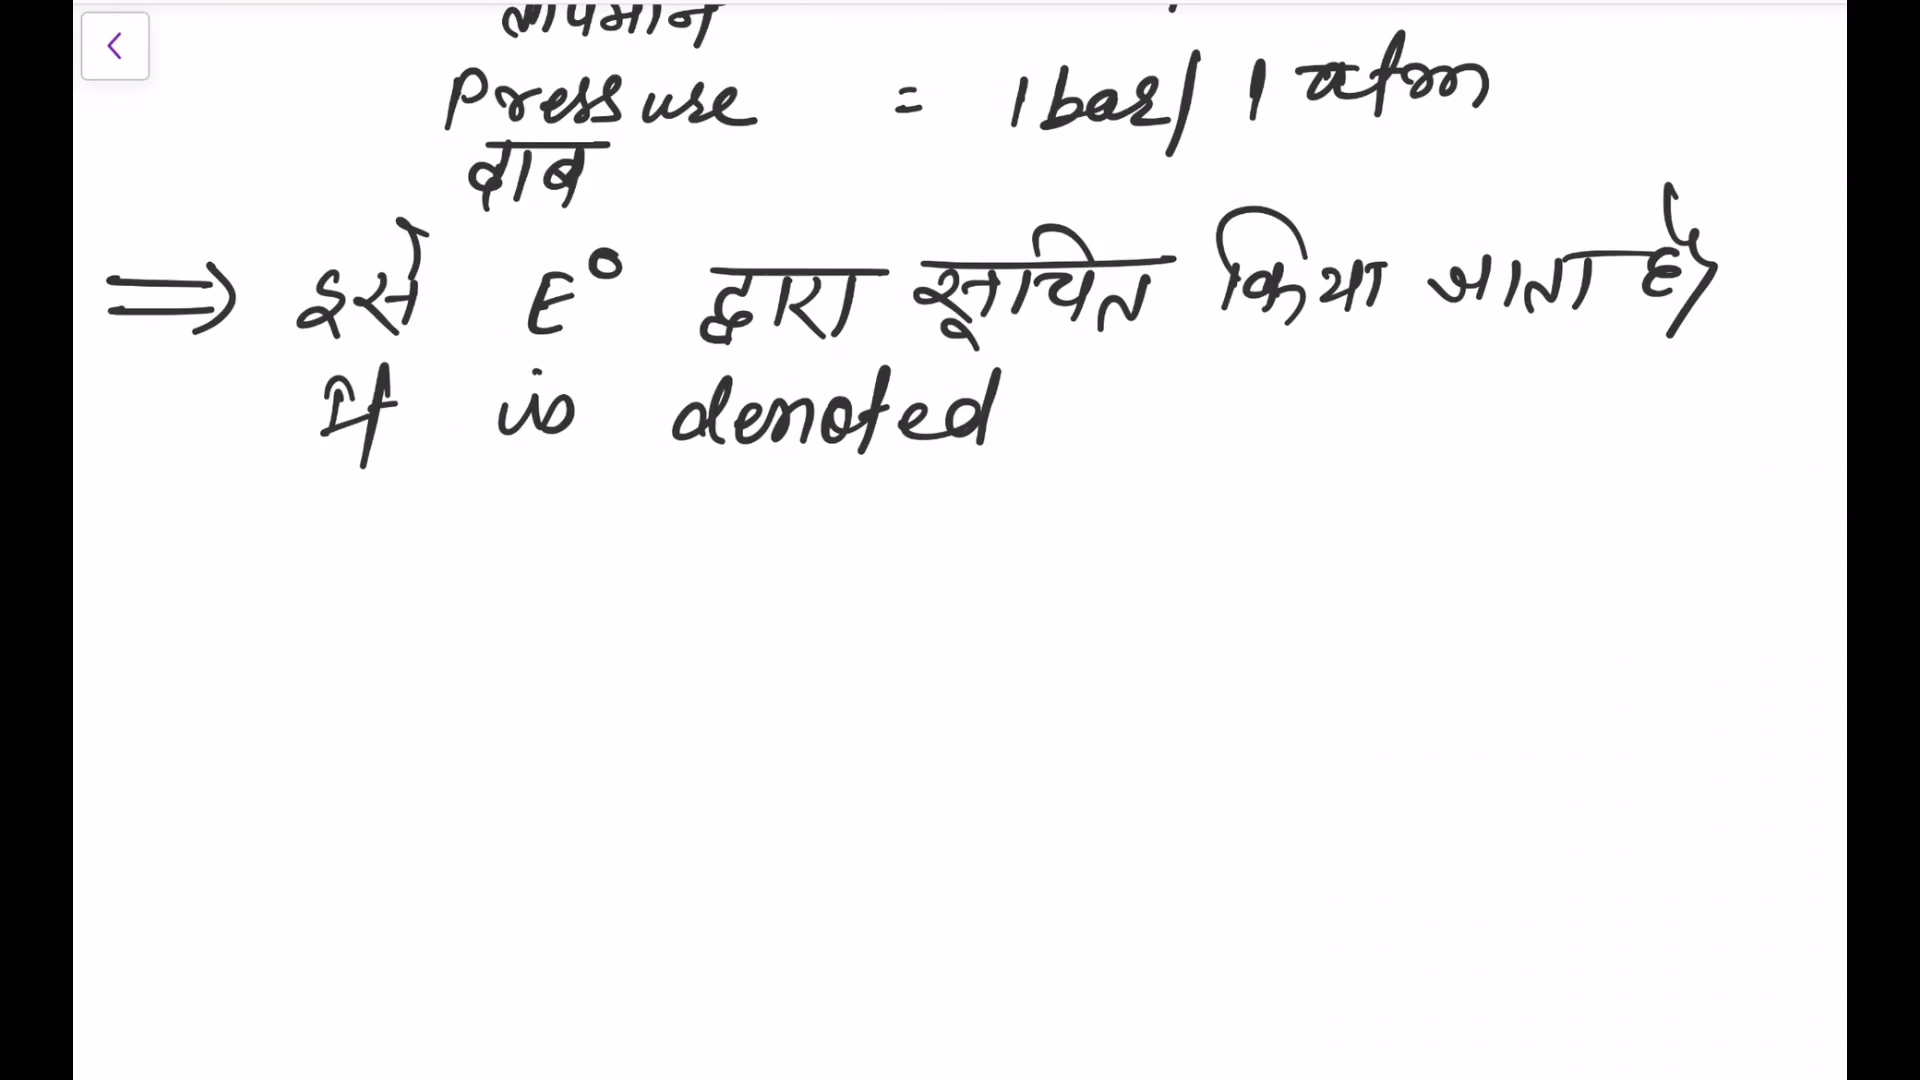 तापमान
Pressure = 1 bar/ 1 atm
दाब
⇒ इसे E° द्वारा सूचित किया जाता है
It is denoted